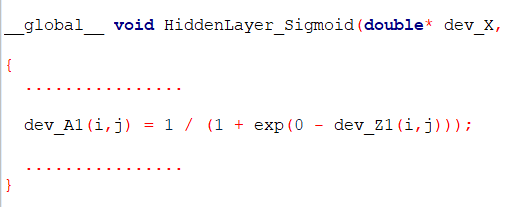 __global__ void HiddenLayer_Sigmoid(double* dev_X,
{
................
dev_A1(i,j) = 1 / (1 + exp(0 - dev_Z1(i,j)));
................
}